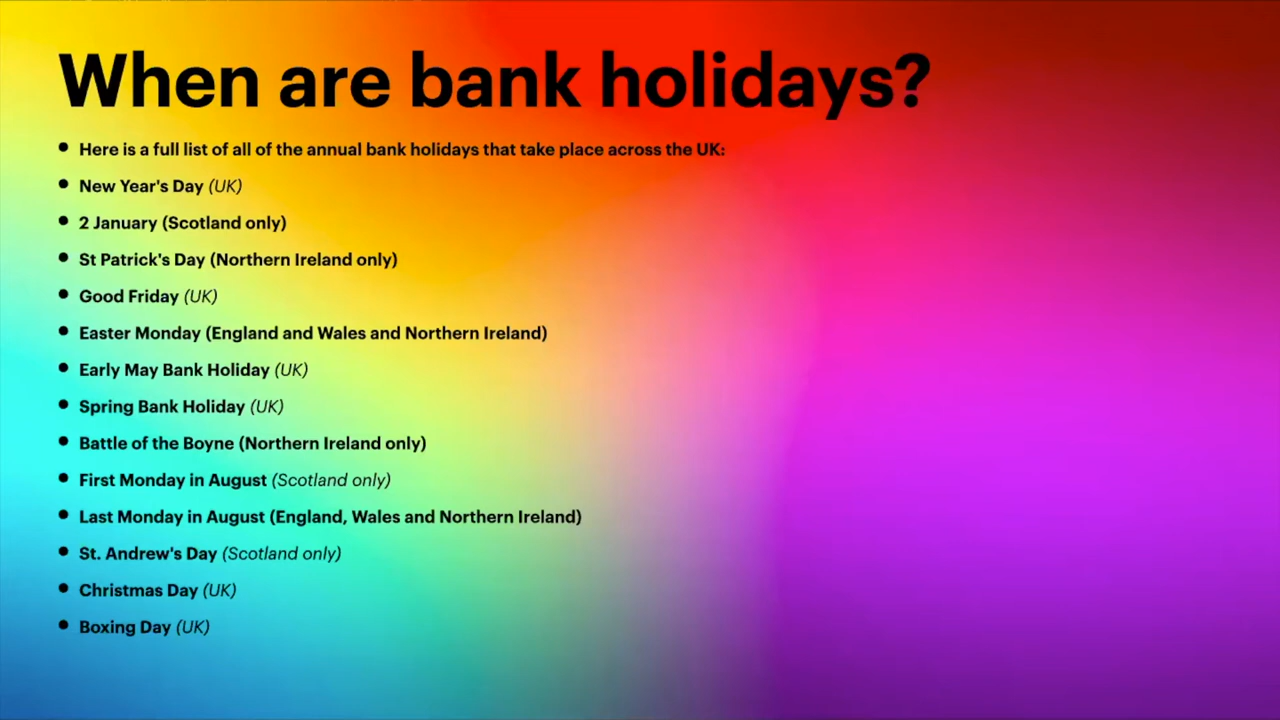 When are bank holidays?
• Here is a full list of all of the annual bank holidays that take place across the UK:
• New Year's Day (UK)
• 2 January (Scotland only)
• St Patrick's Day (Northern Ireland only)
• Good Friday (UK)
• Easter Monday (England and Wales and Northern Ireland)
• Early May Bank Holiday (UK)
• Spring Bank Holiday (UK)
• Battle of the Boyne (Northern Ireland only)
• First Monday in August (Scotland only)
• Last Monday in August (England, Wales and Northern Ireland)
• St. Andrew's Day (Scotland only)
• Christmas Day (UK)
• Boxing Day (UK)